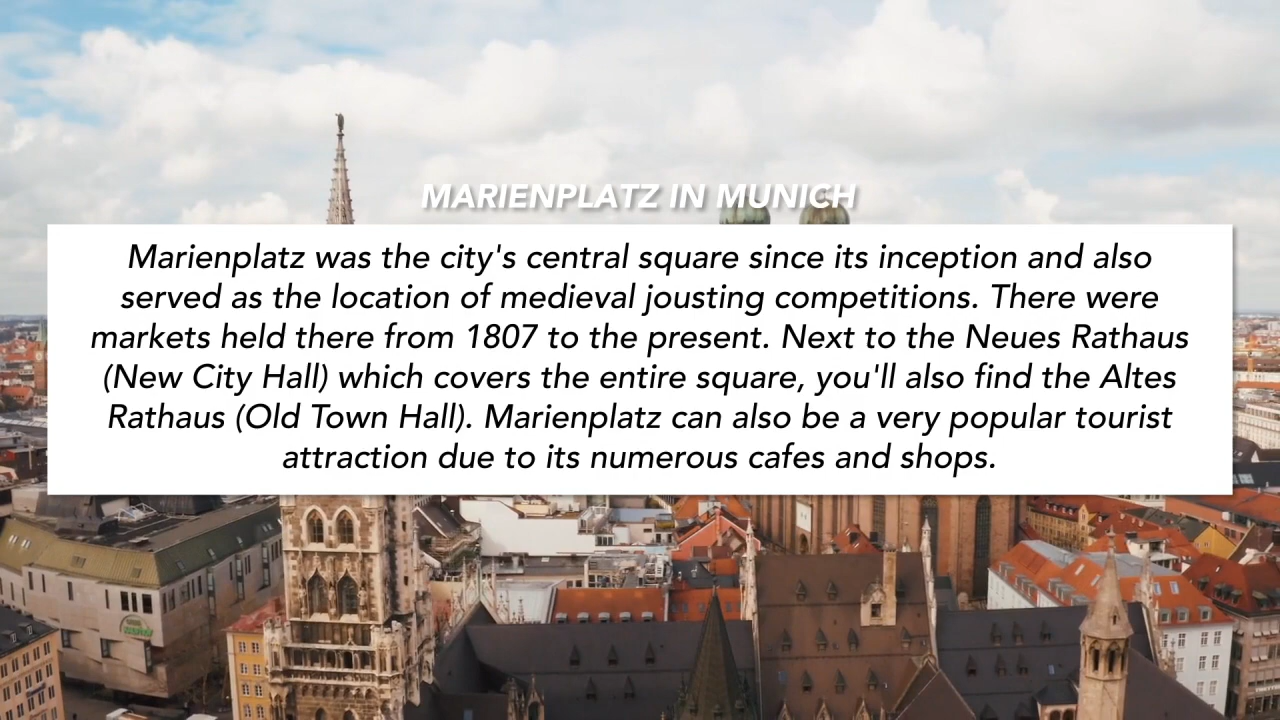 MARIENPLATZ IN MUNICH
Marienplatz was the city's central square since its inception and also
served as the location of medieval jousting competitions. There were
markets held there from 1807 to the present. Next to the Neues Rathaus
(New City Hall) which covers the entire square, you'll also find the Altes
Rathaus (Old Town Hall). Marienplatz can also be a very popular tourist
attraction due to its numerous cafes and shops.